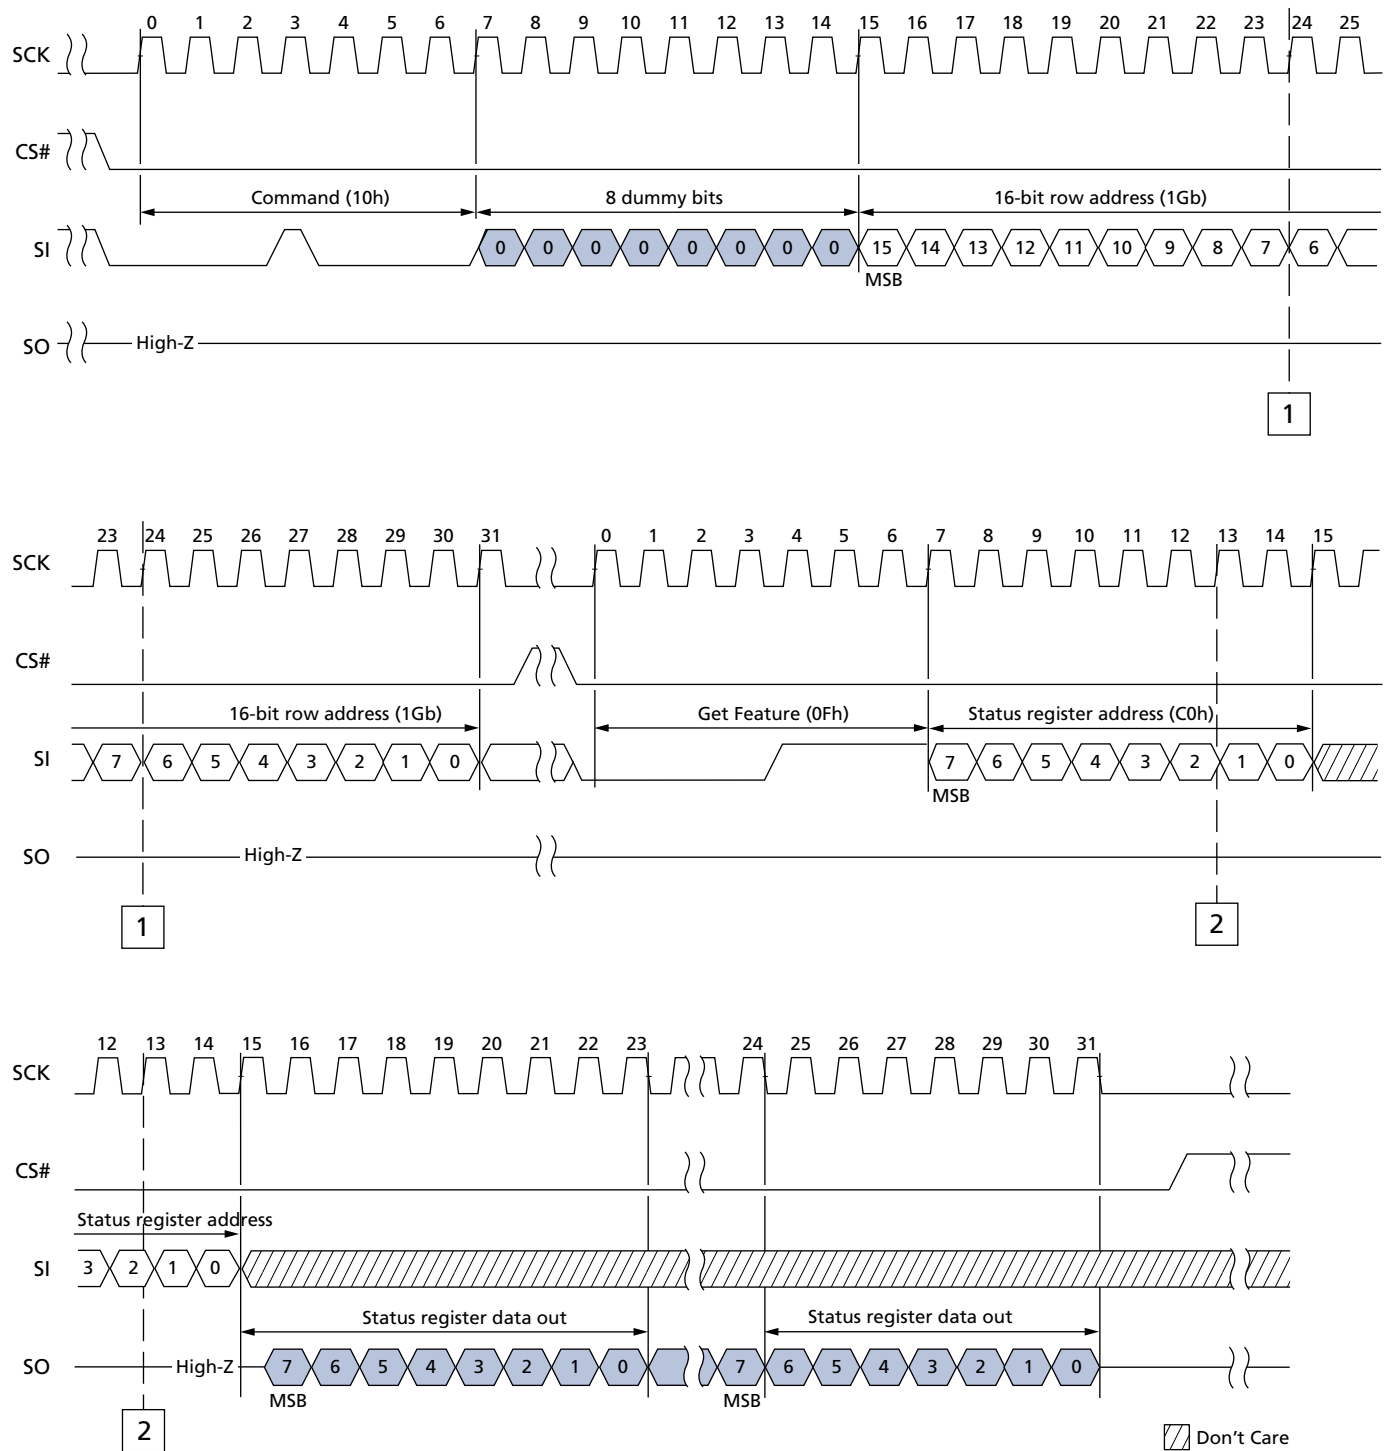 0 1 2 3 4 5 6 7 8 9 10 11 12 13 14 15 16 17 18 19 20 21 22 23 24 25
SCK
CS#
Command (10h) 8 dummy bits 16-bit row address (1Gb)
SI 0 0 0 0 0 0 0 0 15 14 13 12 11 10 9 8 7 6
MSB
SO High-Z
1
23 24 25 26 27 28 29 30 31 0 1 2 3 4 5 6 7 8 9 10 11 12 13 14 15
SCK
CS#
16-bit row address (1Gb) Get Feature (0Fh) Status register address (C0h)
SI 7 6 5 4 3 2 1 0 7 6 5 4 3 2 1 0
MSB
SO High-Z
1 2
12 13 14 15 16 17 18 19 20 21 22 23 24 25 26 27 28 29 30 31
SCK
CS#
Status register address
SI 3 2 1 0
Status register data out Status register data out
SO High-Z 7 6 5 4 3 2 1 0 7 6 5 4 3 2 1 0
MSB MSB
2
Don't Care